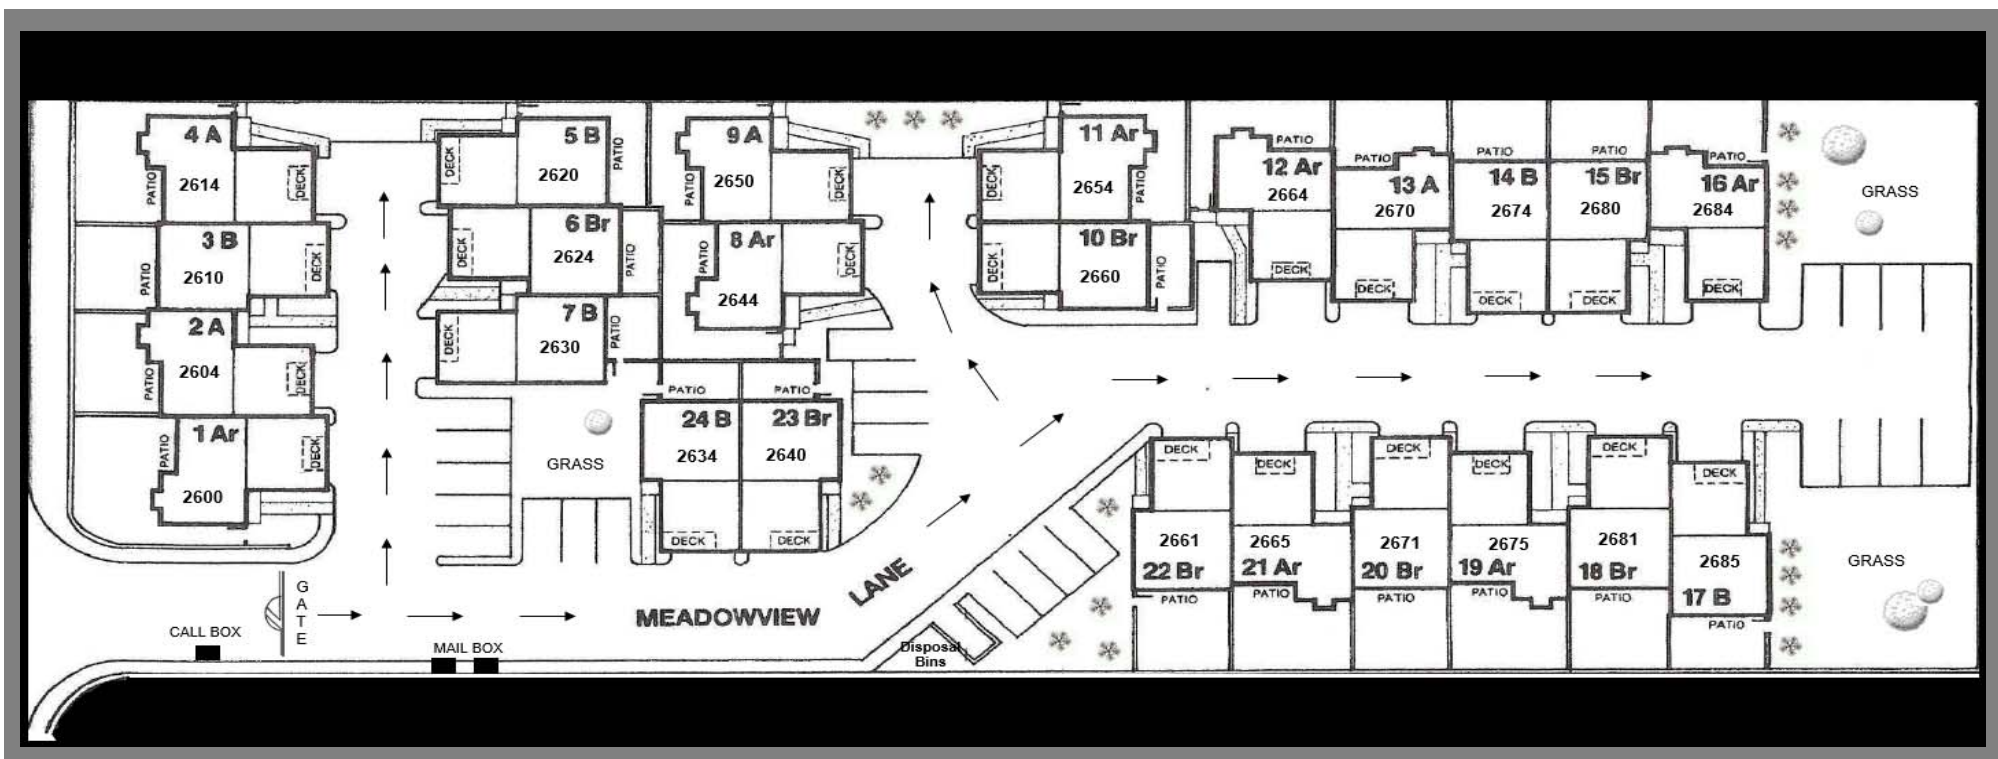 4 A
2614
PATIO
DECK
3 B
2610
PATIO
DECK
2 A
2604
PATIO
DECK
1 Ar
2600
PATIO
DECK
5 B
2620
PATIO
DECK
6 Br
2624
PATIO
DECK
7 B
2630
PATIO
DECK
9 A
2650
PATIO
DECK
8 Ar
2644
PATIO
DECK
PATIO
24 B
2634
DECK
PATIO
23 Br
2640
DECK
GRASS
11 Ar
2654
PATIO
DECK
10 Br
2660
PATIO
DECK
PATIO
12 Ar
2664
DECK
PATIO
13 A
2670
DECK
PATIO
14 B
2674
DECK
PATIO
15 Br
2680
DECK
PATIO
16 Ar
2684
DECK
GRASS
DECK
2661
22 Br
PATIO
DECK
2665
21 Ar
PATIO
DECK
2671
20 Br
PATIO
DECK
2675
19 Ar
PATIO
DECK
2681
18 Br
PATIO
DECK
2685
17 B
PATIO
GRASS
GATE
CALL BOX
MAIL BOX
MEADOWVIEW LANE
Disposal
Bins